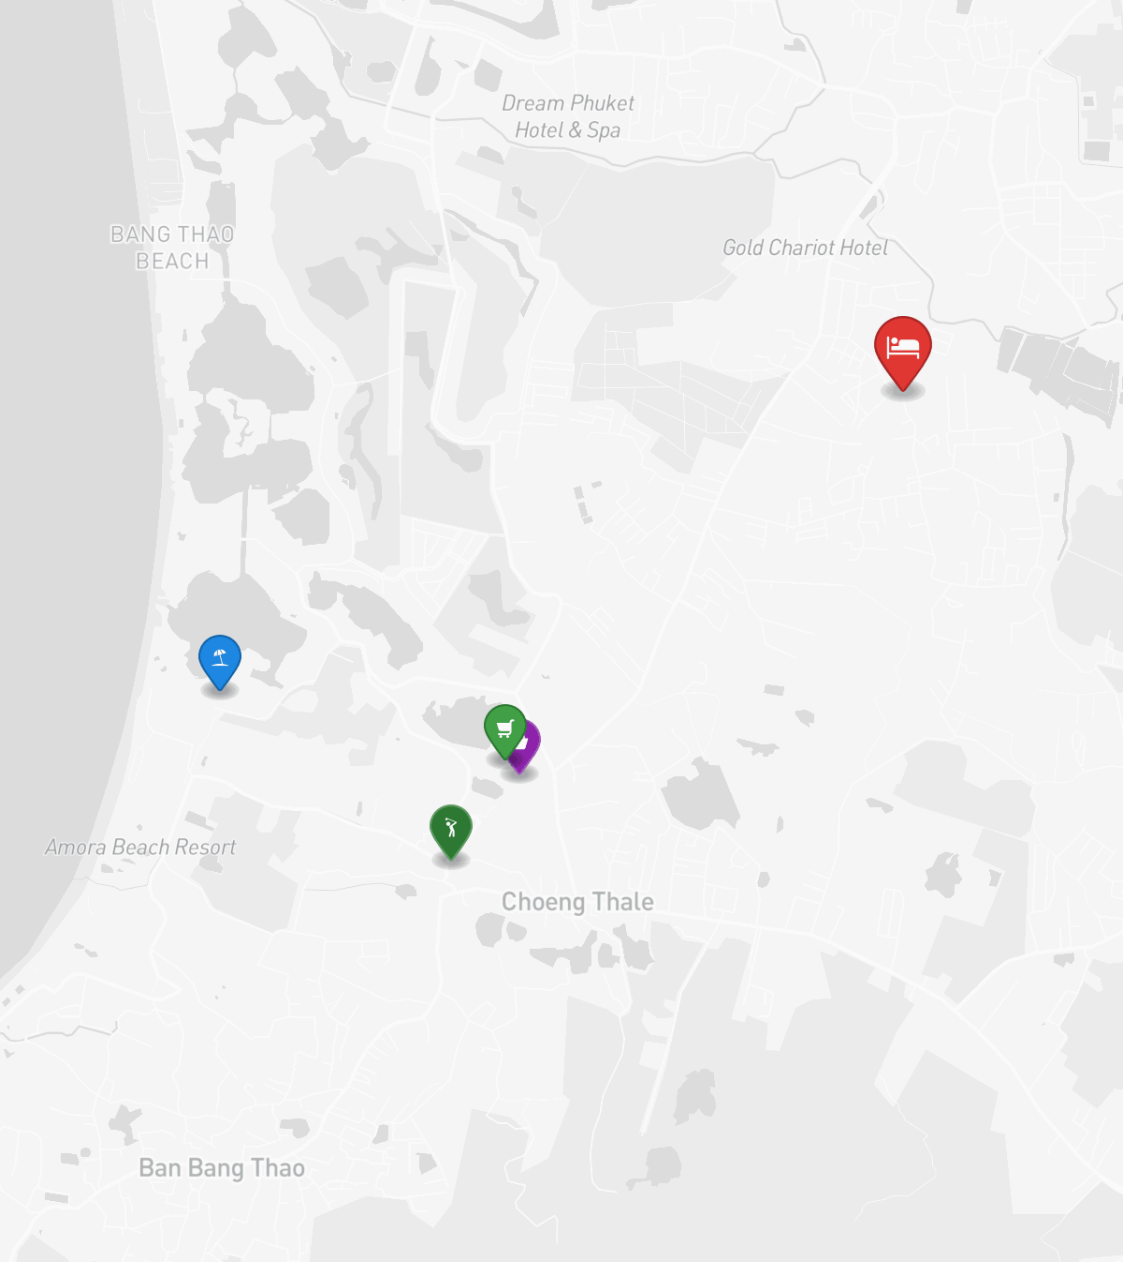 Dream Phuket
Hotel & Spa
BANG THAO
BEACH
Gold Chariot Hotel
Amora Beach Resort
Choeng Thale
Ban Bang Thao